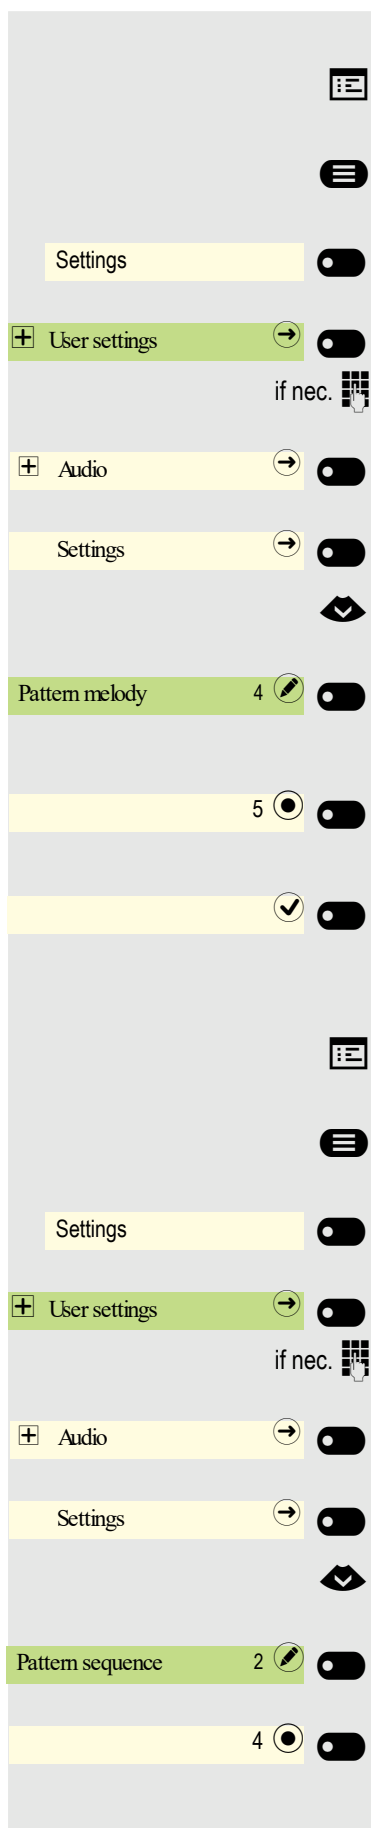 Settings
User settings
if nec.
Audio
Settings
Pattern melody 4
5
Settings
User settings
if nec.
Audio
Settings
Pattern sequence 2
4